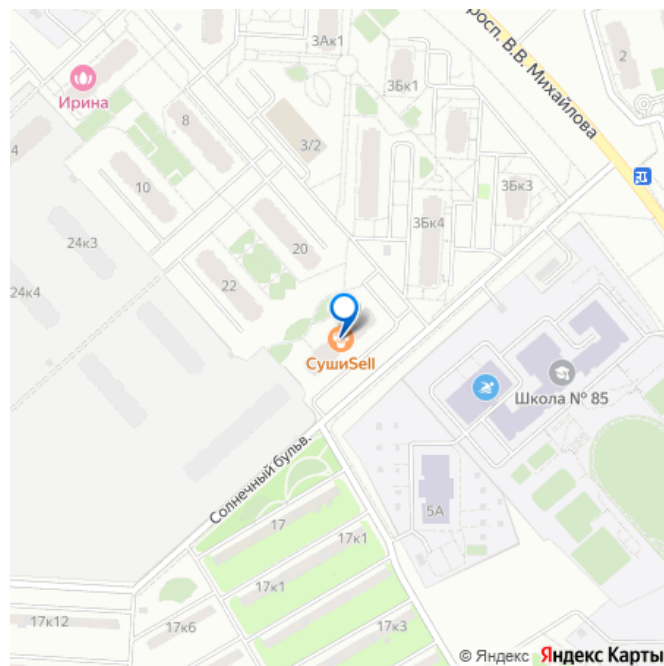 3Ак1
просп. В.В. Михайлова
2
3Бк1
Ирина
8
3/2
4
10
3Бк3
24к3
20
3Бк4
24к4
22
СушиSell
Школа № 85
Солнечный бульв.
5А
17
17к1
17к1
17к12
17к6
17к3
© Яндекс Яндекс Карты